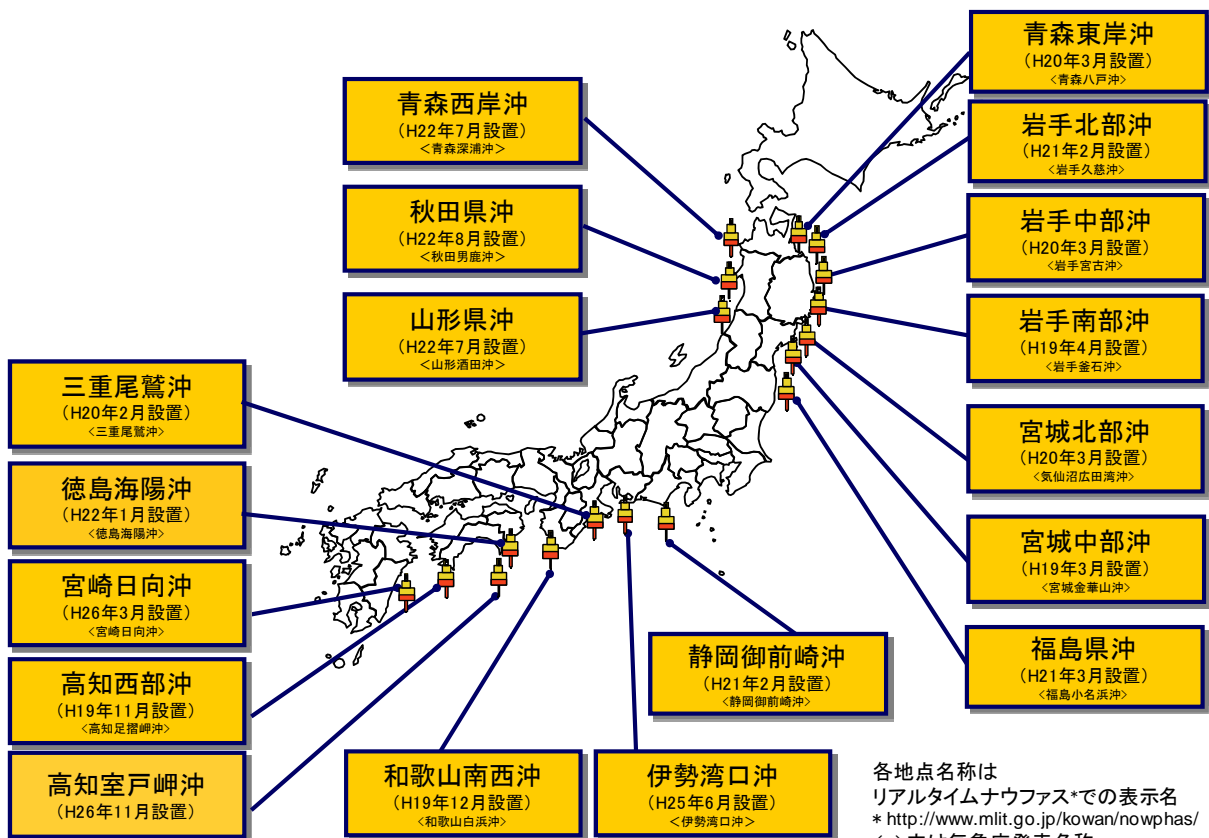 青森東岸沖
(H20年3月設置)
<青森八戸沖>
青森西岸沖
(H22年7月設置)
<青森深浦沖>
岩手北部沖
(H21年2月設置)
<岩手久慈沖>
秋田県沖
(H22年8月設置)
<秋田男鹿沖>
岩手中部沖
(H20年3月設置)
<岩手宮古沖>
山形県沖
(H22年7月設置)
<山形酒田沖>
岩手南部沖
(H19年4月設置)
<岩手釜石沖>
三重尾鷲沖
(H20年2月設置)
<三重尾鷲沖>
宮城北部沖
(H20年3月設置)
<気仙沼広田湾沖>
徳島海陽沖
(H22年1月設置)
<徳島海陽沖>
宮城中部沖
(H19年3月設置)
<宮城金華山沖>
宮崎日向沖
(H26年3月設置)
<宮崎日向沖>
福島県沖
(H21年3月設置)
<福島小名浜沖>
静岡御前崎沖
(H21年2月設置)
<静岡御前崎沖>
高知西部沖
(H19年11月設置)
<高知足摺岬沖>
高知室戸岬沖
(H26年11月設置)
和歌山南西沖
(H19年12月設置)
<和歌山白浜沖>
伊勢湾口沖
(H25年6月設置)
<伊勢湾口沖>
各地点名称は
リアルタイムナウファス*での表示名
* http://www.mlit.go.jp/kowan/nowphas/